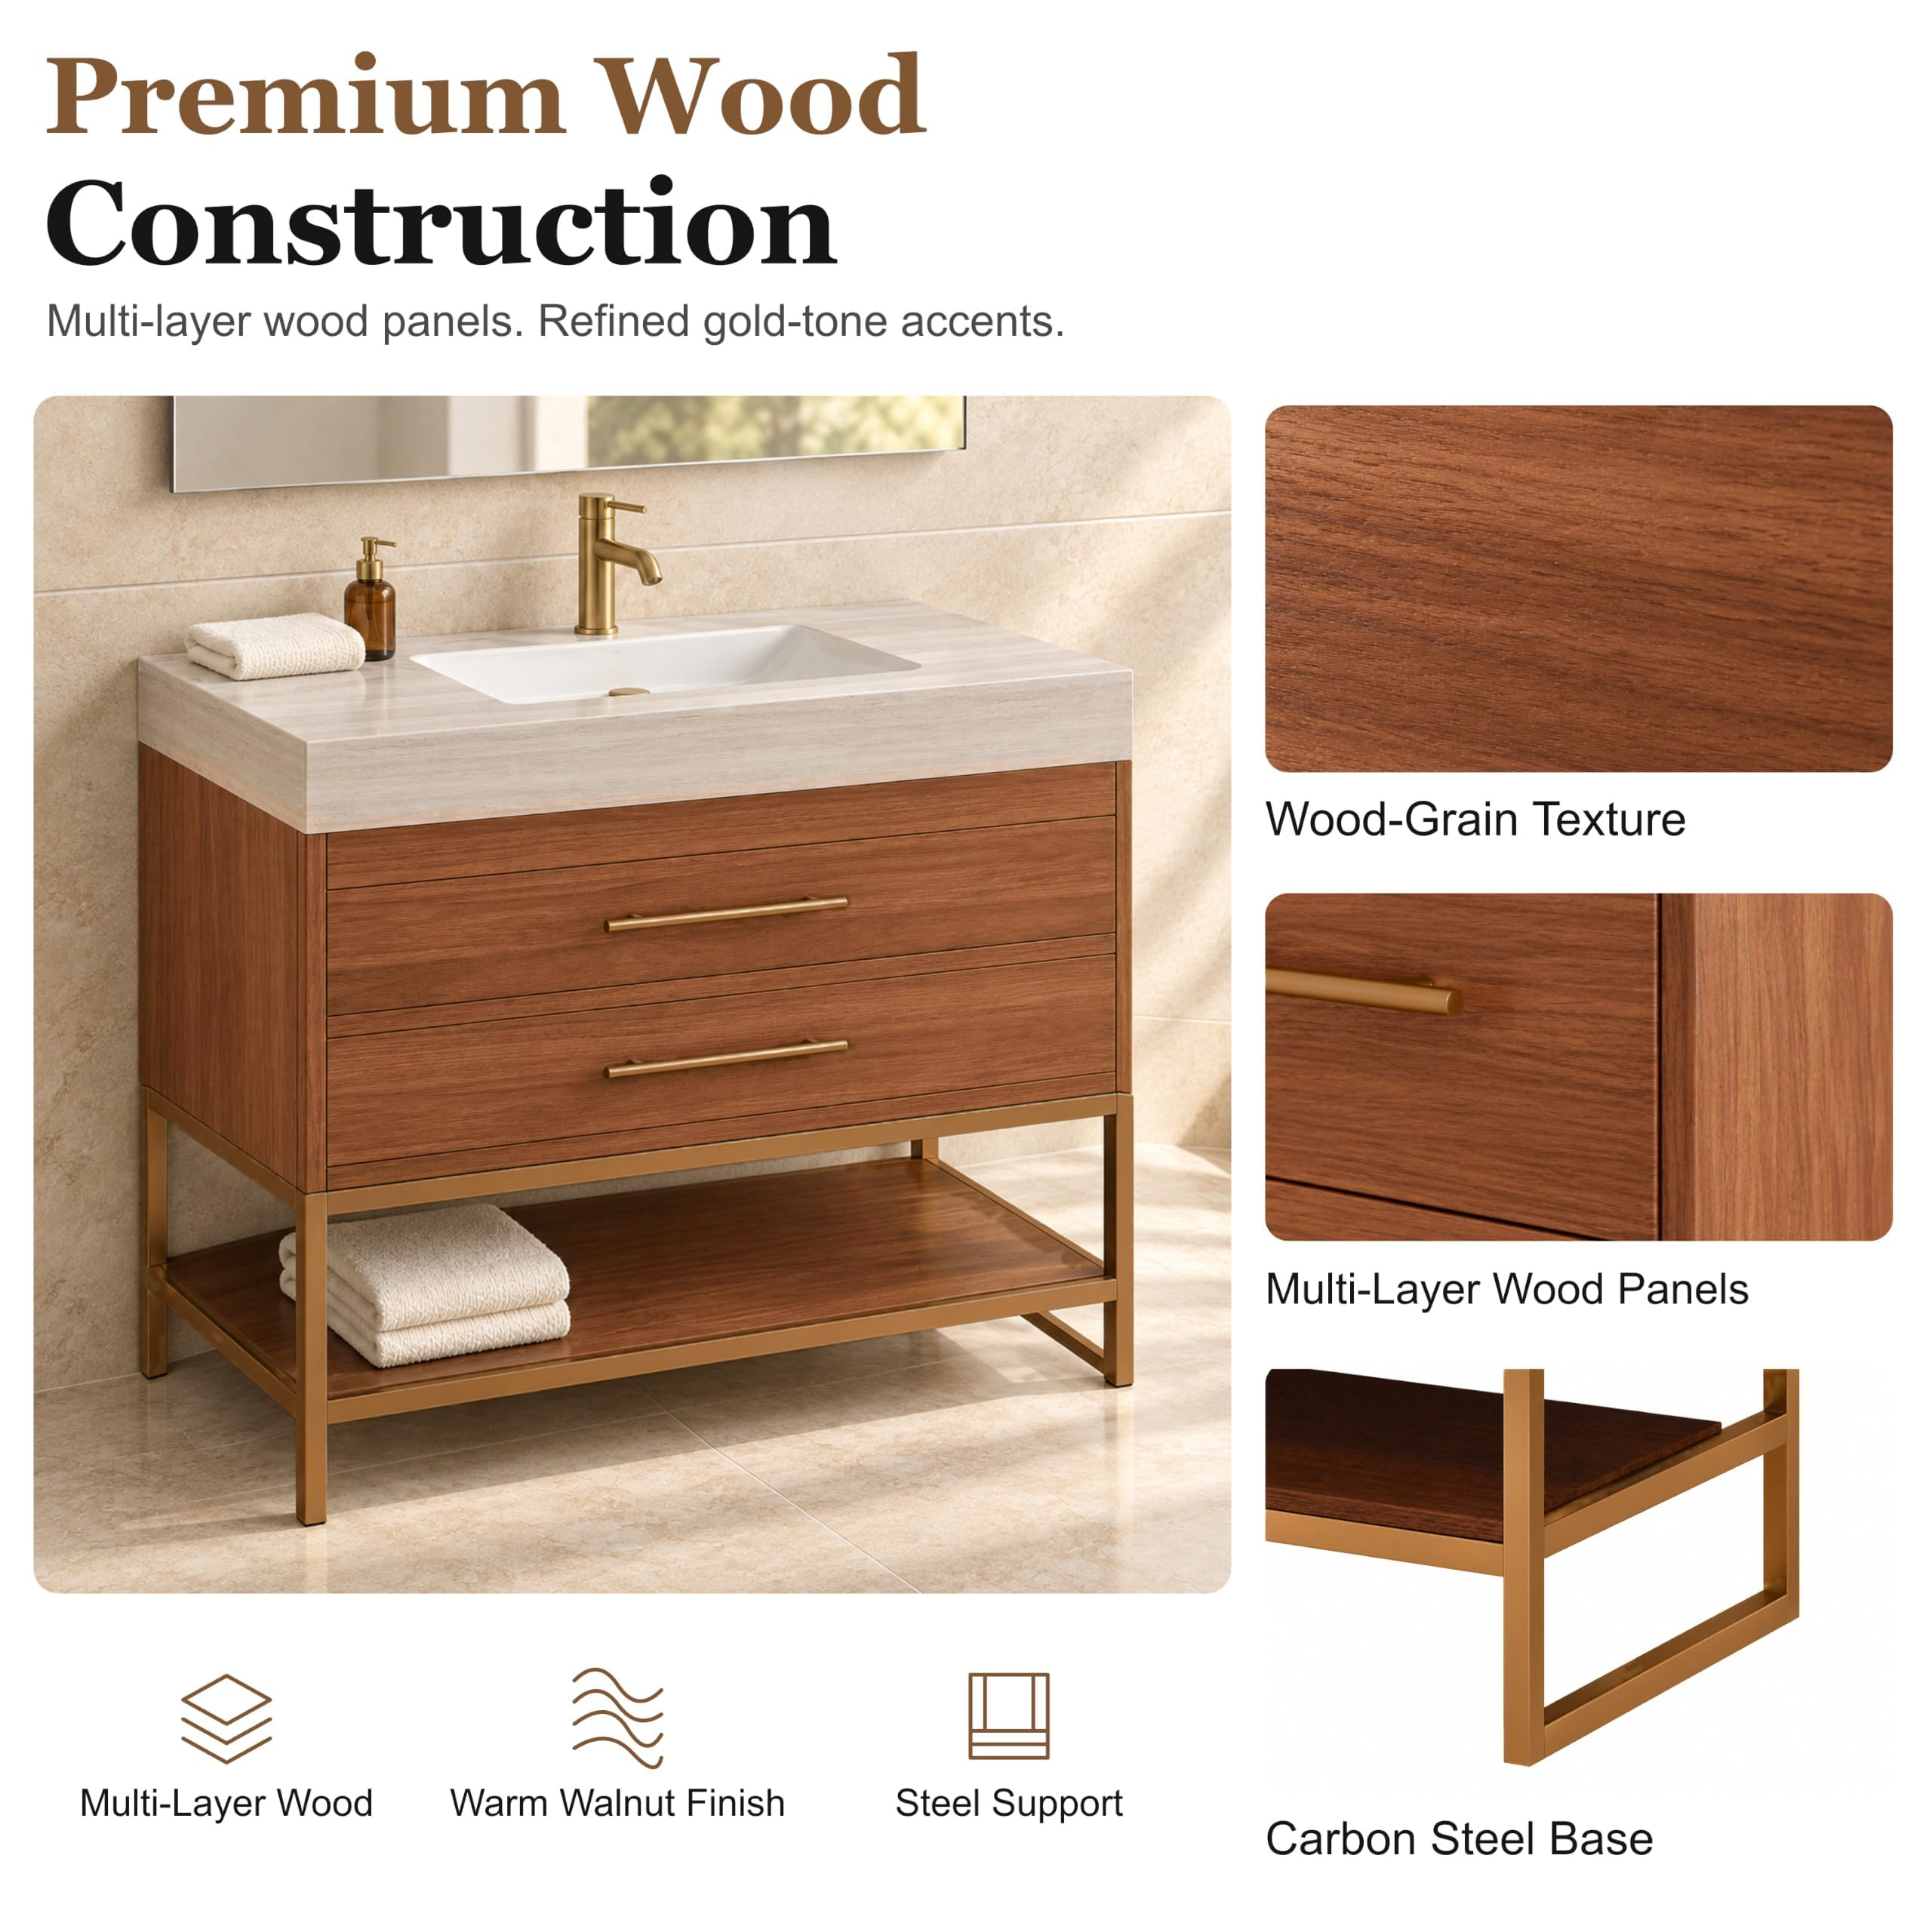 Premium Wood
Construction
Multi-layer wood panels. Refined gold-tone accents.
Wood-Grain Texture
Multi-Layer Wood Panels
Carbon Steel Base
Multi-Layer Wood
Warm Walnut Finish
Steel Support